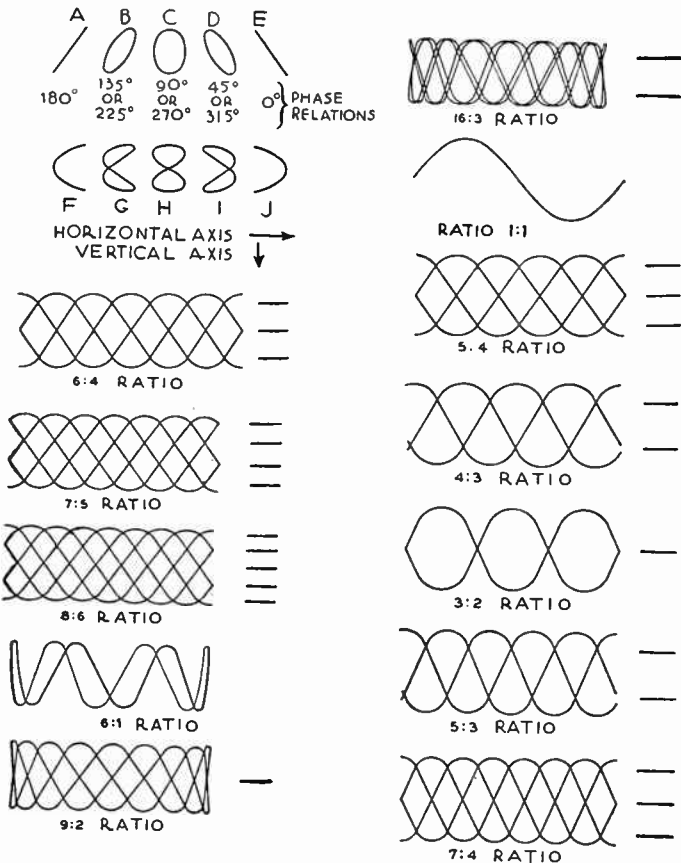 A B C D E
180° 135° OR 225° 90° OR 270° 45° OR 315° 0° PHASE RELATIONS
F G H I J
HORIZONTAL AXIS
VERTICAL AXIS
6:4 RATIO
7:5 RATIO
8:6 RATIO
6:1 RATIO
9:2 RATIO
16:3 RATIO
RATIO 1:1
5.4 RATIO
4:3 RATIO
3:2 RATIO
5:3 RATIO
7:4 RATIO